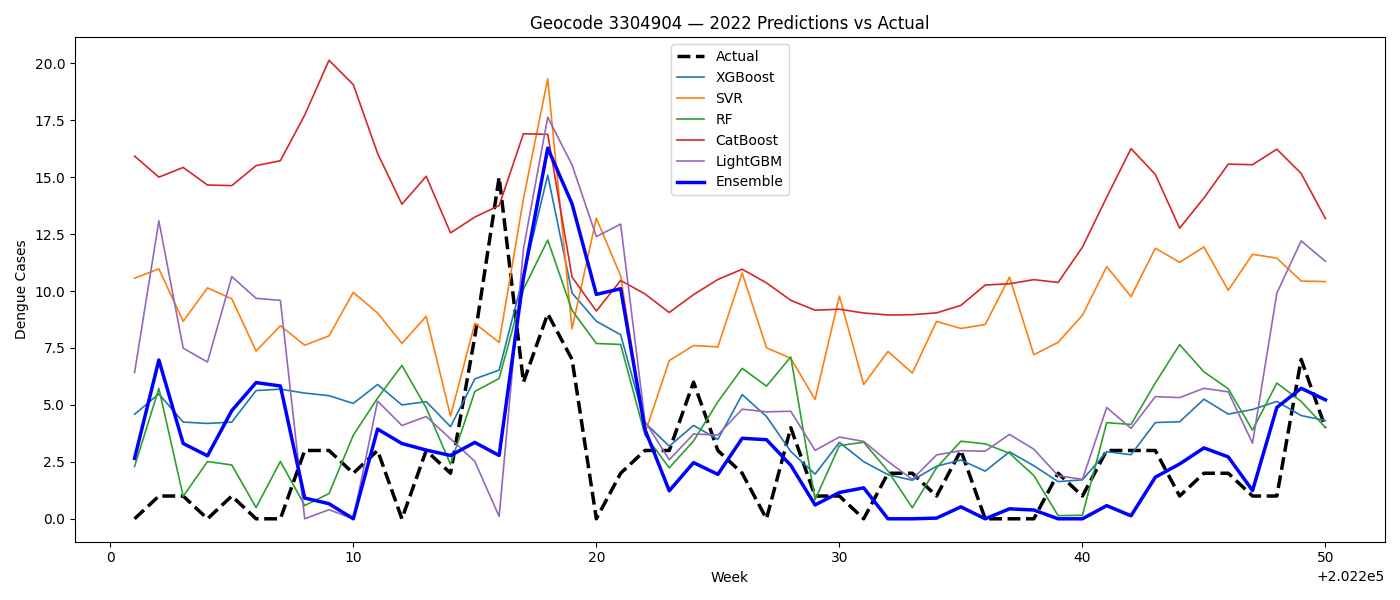 Geocode 3304904 — 2022 Predictions vs Actual
Dengue Cases
20.0
17.5
15.0
12.5
10.0
7.5
5.0
2.5
0.0
Actual
XGBoost
SVR
RF
CatBoost
LightGBM
Ensemble
0 10 20 30 40 50
+2.022e5
Week